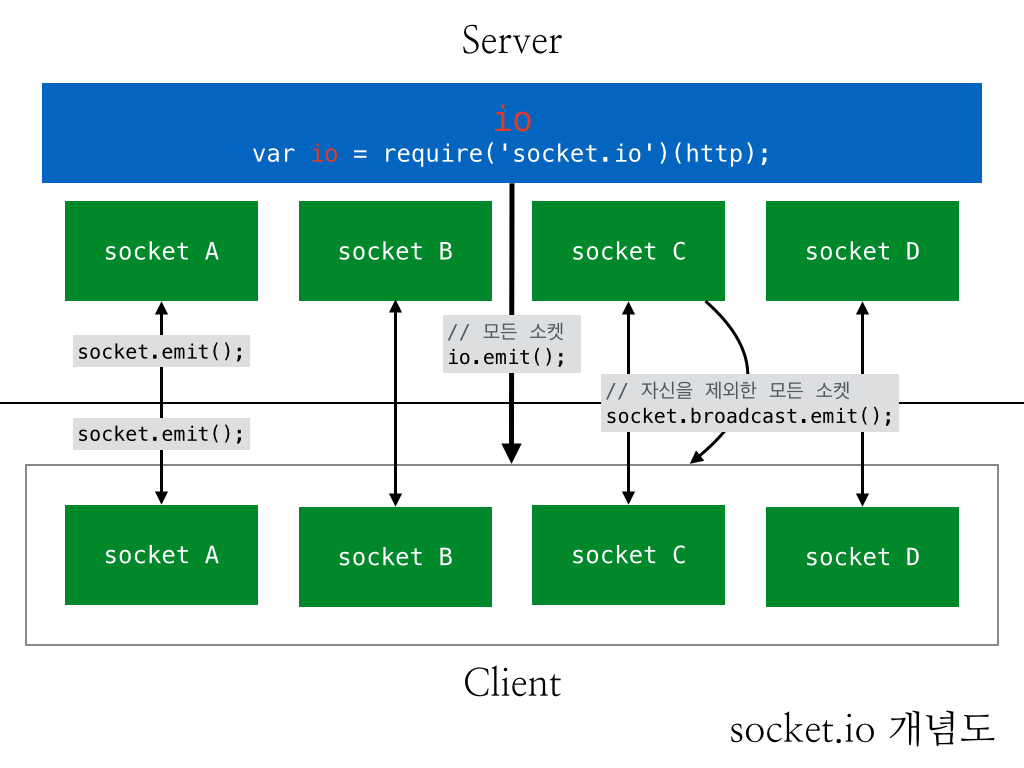 Server
io
var io = require('socket.io')(http);
socket A
socket B
socket C
socket D
// 모든 소켓
io.emit();
socket.emit();
// 자신을 제외한 모든 소켓
socket.broadcast.emit();
socket.emit();
socket A
socket B
socket C
socket D
Client
socket.io 개념도